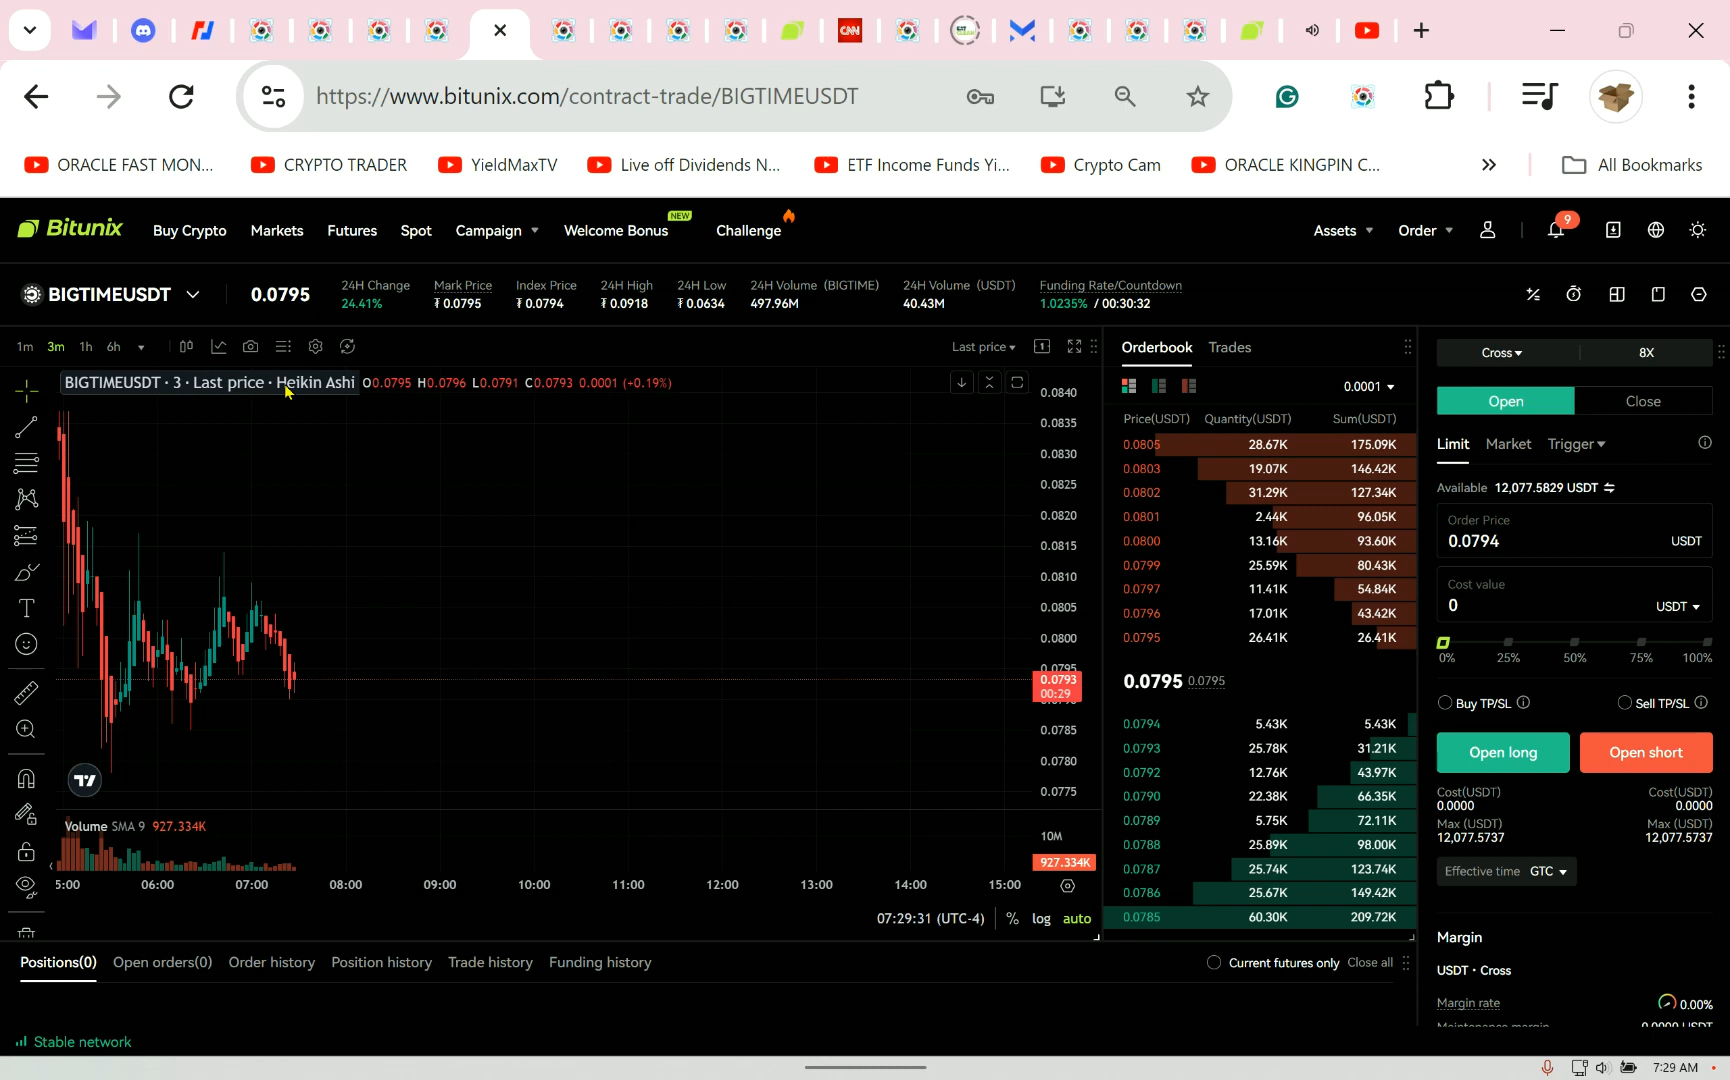 CNN
https://www.bitunix.com/contract-trade/BIGTIMEUSDT
ORACLE FAST MON...
CRYPTO TRADER
YieldMaxTV
Live off Dividends N...
ETF Income Funds Yi...
Crypto Cam
ORACLE KINGPIN C...
»
All Bookmarks
Bitunix
Buy Crypto
Markets
Futures
Spot
Campaign
Welcome Bonus
NEW
Challenge
Assets
Order
9
BIGTIMEUSDT
0.0795
24H Change
24.41%
Mark Price
₮ 0.0795
Index Price
₮ 0.0794
24H High
₮ 0.0918
24H Low
₮ 0.0634
24H Volume (BIGTIME)
497.96M
24H Volume (USDT)
40.43M
Funding Rate/Countdown
1.0235% / 00:30:32
1m 3m 1h 6h
Last price
BIGTIMEUSDT · 3 · Last price · Heikin Ashi O0.0795 H0.0796 L0.0791 C0.0793 0.0001 (+0.19%)
0.0840
0.0835
0.0830
0.0825
0.0820
0.0815
0.0810
0.0805
0.0800
0.0795
0.0793
00:29
0.0785
0.0780
0.0775
Volume SMA 9 927.334K
10M
927.334K
5:00 06:00 07:00 08:00 09:00 10:00 11:00 12:00 13:00 14:00 15:00
07:29:31 (UTC-4) % log auto
Orderbook Trades
0.0001
Price(USDT) Quantity(USDT) Sum(USDT)
0.0805 28.67K 175.09K
0.0803 19.07K 146.42K
0.0802 31.29K 127.34K
0.0801 2.44K 96.05K
0.0800 13.16K 93.60K
0.0799 25.59K 80.43K
0.0797 11.41K 54.84K
0.0796 17.01K 43.42K
0.0795 26.41K 26.41K
0.0795 0.0795
0.0794 5.43K 5.43K
0.0793 25.78K 31.21K
0.0792 12.76K 43.97K
0.0790 22.38K 66.35K
0.0789 5.75K 72.11K
0.0788 25.89K 98.00K
0.0787 25.74K 123.74K
0.0786 25.67K 149.42K
0.0785 60.30K 209.72K
Cross 8X
Open Close
Limit Market Trigger
Available 12,077.5829 USDT
Order Price
0.0794 USDT
Cost value
0 USDT
0% 25% 50% 75% 100%
Buy TP/SL Sell TP/SL
Open long Open short
Cost(USDT) Cost(USDT)
0.0000 0.0000
Max (USDT) Max (USDT)
12,077.5737 12,077.5737
Effective time GTC
Margin
USDT · Cross
Margin rate 0.00%
Maintenance margin 0.0000 USDT
Positions(0) Open orders(0) Order history Position history Trade history Funding history
Current futures only Close all
Stable network
7:29 AM